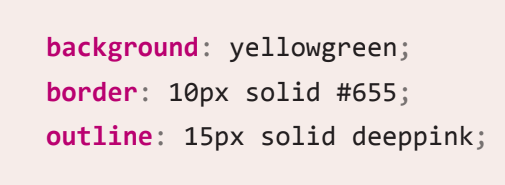 background: yellowgreen;
border: 10px solid #655;
outline: 15px solid deeppink;